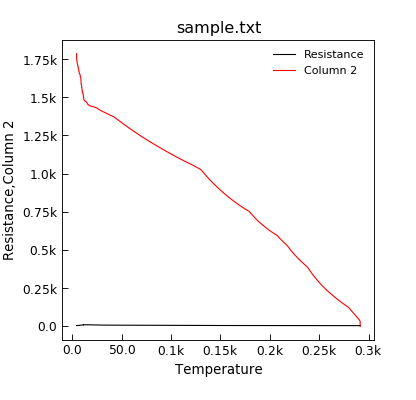 sample.txt
Resistance
Column 2
Resistance,Column 2
1.75k
1.5k
1.25k
1.0k
0.75k
0.5k
0.25k
0.0
0.0 50.0 0.1k 0.15k 0.2k 0.25k 0.3k
Temperature